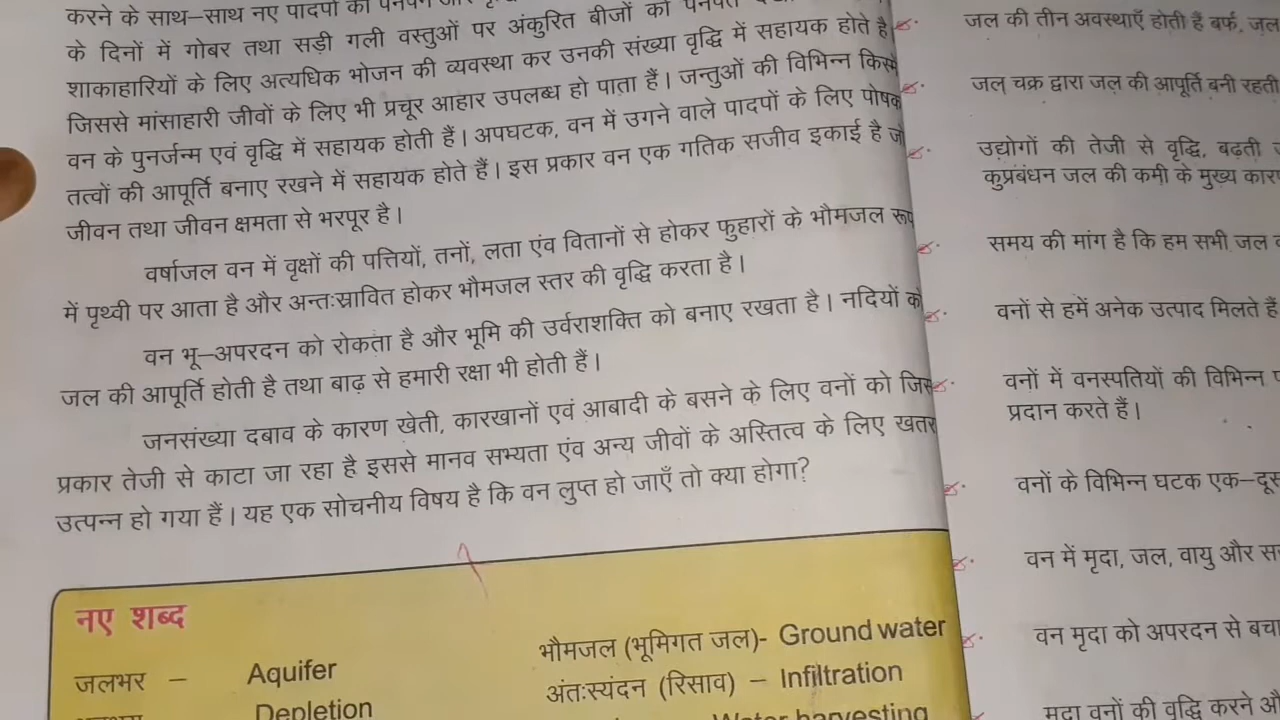 करने के साथ–साथ नए पादपों
के दिनों में गोबर तथा सड़ी गली वस्तुओं पर अंकुरित बीजों को
शाकाहारियों के लिए अत्यधिक भोजन की व्यवस्था कर उनकी संख्या वृद्धि में सहायक होते है
जिससे मांसाहारी जीवों के लिए भी प्रचूर आहार उपलब्ध हो पाता हैं। जन्तुओं की विभिन्न किस्में
वन के पुनर्जन्म एवं वृद्धि में सहायक होती हैं। अपघटक, वन में उगने वाले पादपों के लिए पोषक
तत्वों की आपूर्ति बनाए रखने में सहायक होते हैं। इस प्रकार वन एक गतिक सजीव इकाई है जो
जीवन तथा जीवन क्षमता से भरपूर है।
वर्षाजल वन में वृक्षों की पत्तियों, तनों, लता एंव वितानों से होकर फुहारों के भौमजल रूप
में पृथ्वी पर आता है और अन्तःस्रावित होकर भौमजल स्तर की वृद्धि करता है।
वन भू–अपरदन को रोकता है और भूमि की उर्वराशक्ति को बनाए रखता है। नदियों को
जल की आपूर्ति होती है तथा बाढ़ से हमारी रक्षा भी होती हैं।
जनसंख्या दबाव के कारण खेती, कारखानों एवं आबादी के बसने के लिए वनों को जिस
प्रकार तेजी से काटा जा रहा है इससे मानव सभ्यता एंव अन्य जीवों के अस्तित्व के लिए खतर
उत्पन्न हो गया हैं। यह एक सोचनीय विषय है कि वन लुप्त हो जाएँ तो क्या होगा?
नए शब्द
जलभर – Aquifer
Depletion
भौमजल (भूमिगत जल)- Ground water
अंतःस्यंदन (रिसाव) – Infiltration
Water harvesting
जल की तीन अवस्थाएँ होती हैं बर्फ, जल
जल चक्र द्वारा जल की आपूर्ति बनी रहती
उद्योगों की तेजी से वृद्धि, बढ़ती
कुप्रबंधन जल की कमी के मुख्य कार
समय की मांग है कि हम सभी जल
वनों से हमें अनेक उत्पाद मिलते हैं
वनों में वनस्पतियों की विभिन्न
प्रदान करते हैं।
वनों के विभिन्न घटक एक–दूस
वन में मृदा, जल, वायु और
वन मृदा को अपरदन से बचा
मृदा वनों की वृद्धि करने